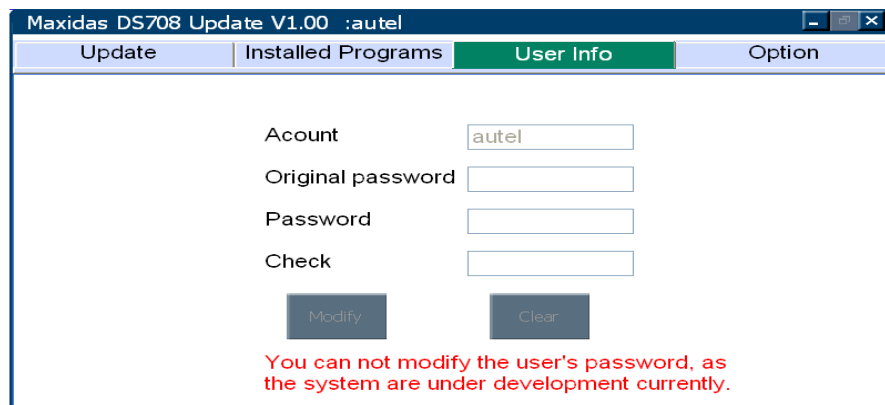 Maxidas DS708 Update V1.00 :autel
Update Installed Programs User Info Option
Acount autel
Original password
Password
Check
Modify Clear
You can not modify the user's password, as
the system are under development currently.